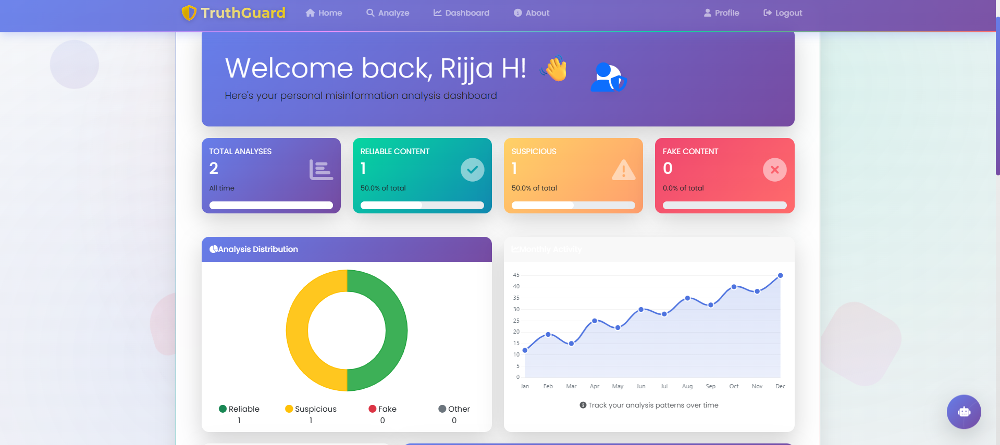 TruthGuard Home Analyze Dashboard About Profile Logout
Welcome back, Rijja H! 👋
Here's your personal misinformation analysis dashboard
TOTAL ANALYSES
2
All time
RELIABLE CONTENT
1
50.0% of total
SUSPICIOUS
1
50.0% of total
FAKE CONTENT
0
0.0% of total
Analysis Distribution
Reliable
1
Suspicious
1
Fake
0
Other
0
Monthly Activity
45
40
35
30
25
20
15
10
5
0
Jan Feb Mar Apr May Jun Jul Aug Sep Oct Nov Dec
Track your analysis patterns over time